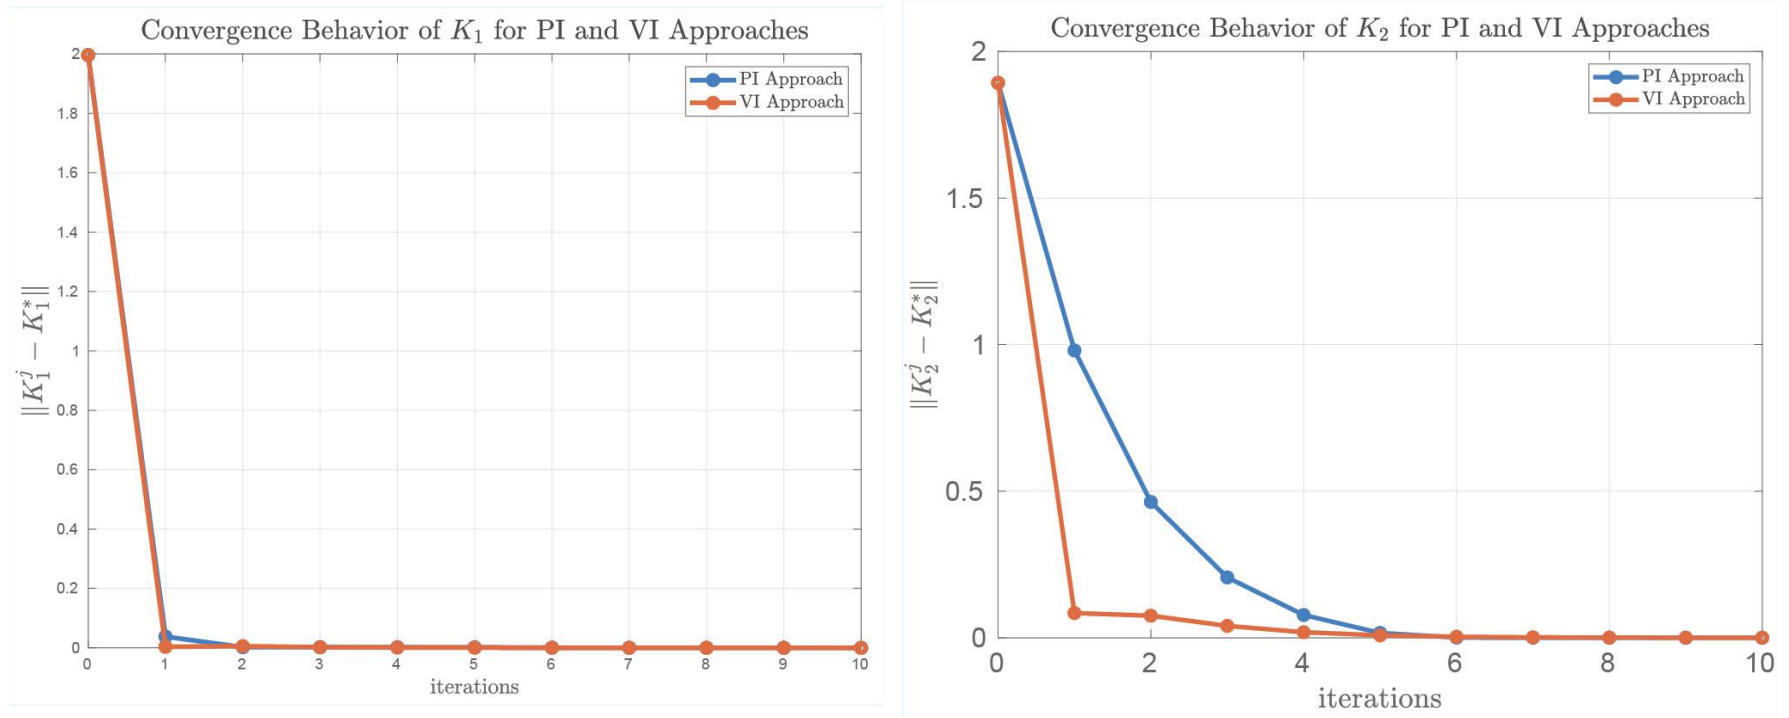 Convergence Behavior of K₁ for PI and VI Approaches
PI Approach
VI Approach
2
1.8
1.6
1.4
1.2
1
0.8
0.6
0.4
0.2
0
‖K₁ʲ − K₁*‖
0 1 2 3 4 5 6 7 8 9 10
iterations
Convergence Behavior of K₂ for PI and VI Approaches
PI Approach
VI Approach
2
1.5
1
0.5
0
‖K₂ʲ − K₂*‖
0 2 4 6 8 10
iterations